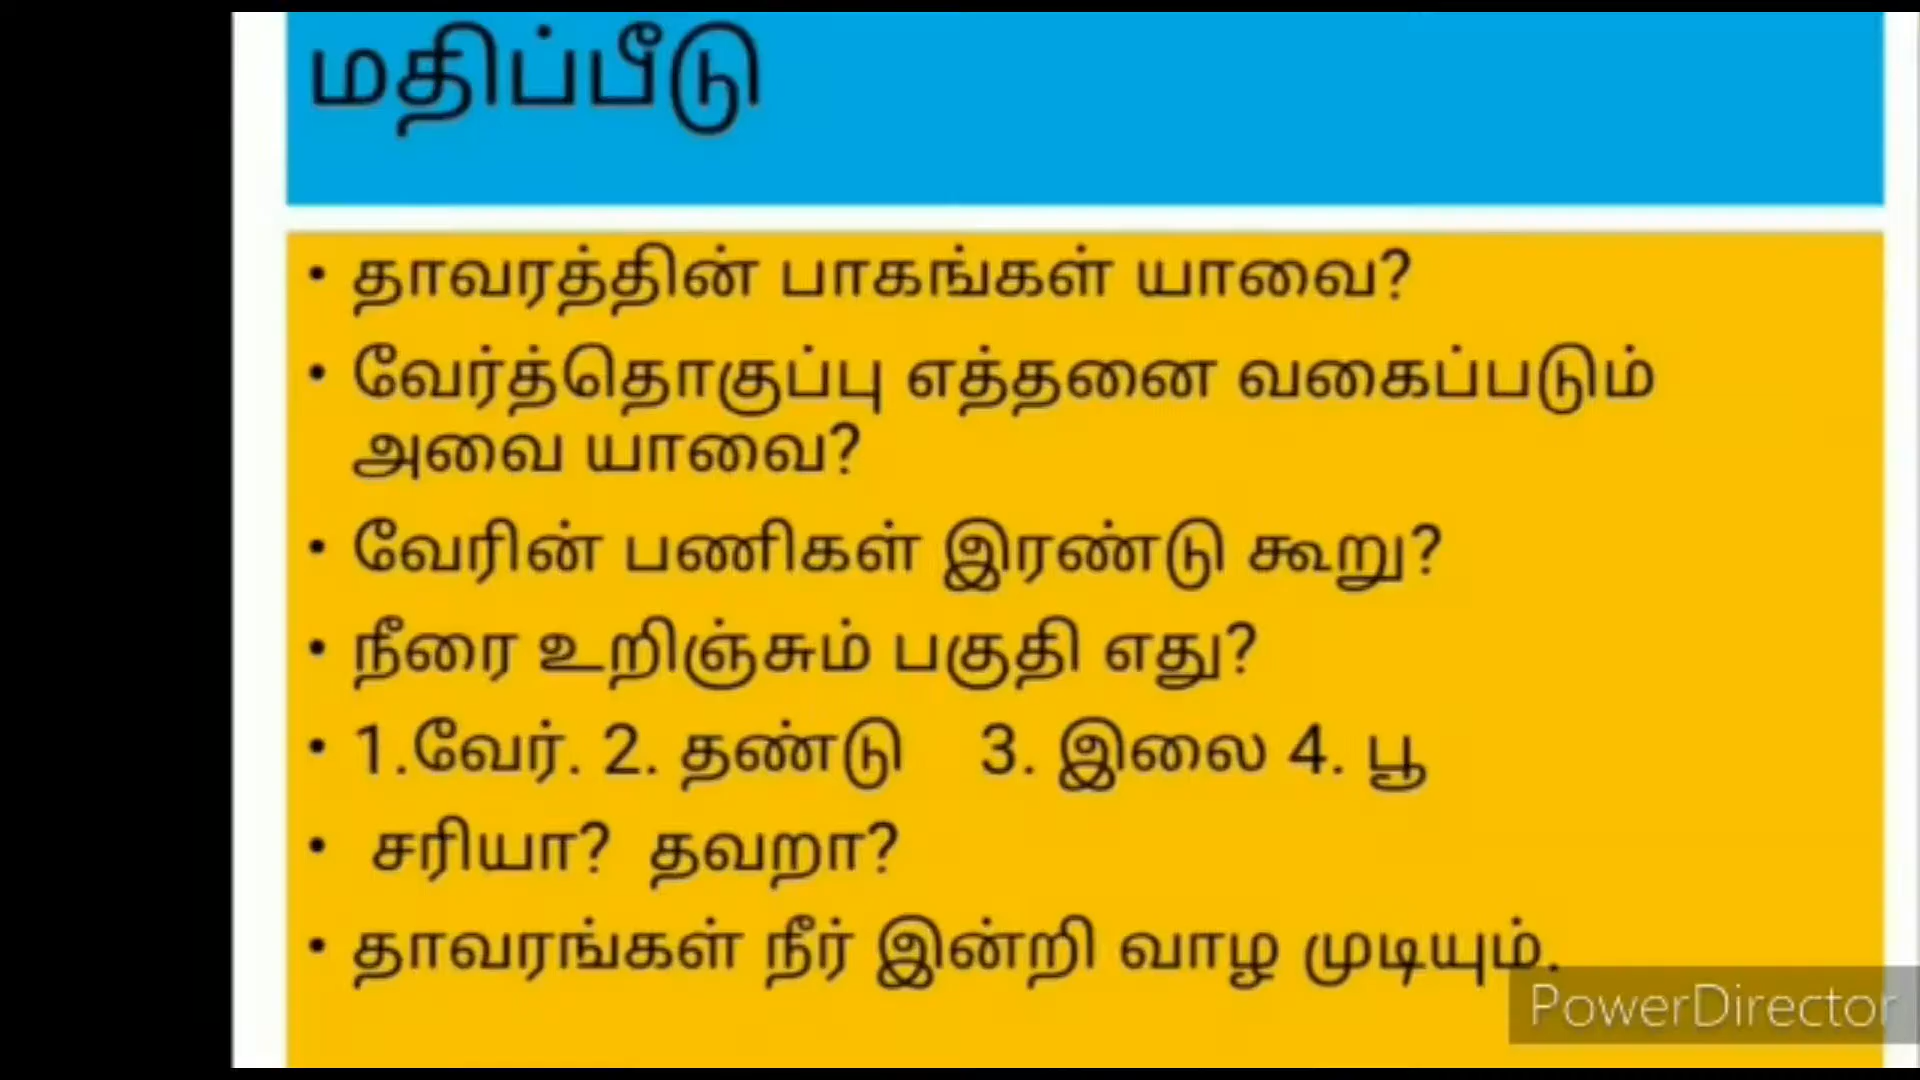 மதிப்பீடு
• தாவரத்தின் பாகங்கள் யாவை?
• வேர்த்தொகுப்பு எத்தனை வகைப்படும்
அவை யாவை?
• வேரின் பணிகள் இரண்டு கூறு?
• நீரை உறிஞ்சும் பகுதி எது?
• 1.வேர். 2. தண்டு 3. இலை 4. பூ
• சரியா? தவறா?
• தாவரங்கள் நீர் இன்றி வாழ முடியும்.
PowerDirector